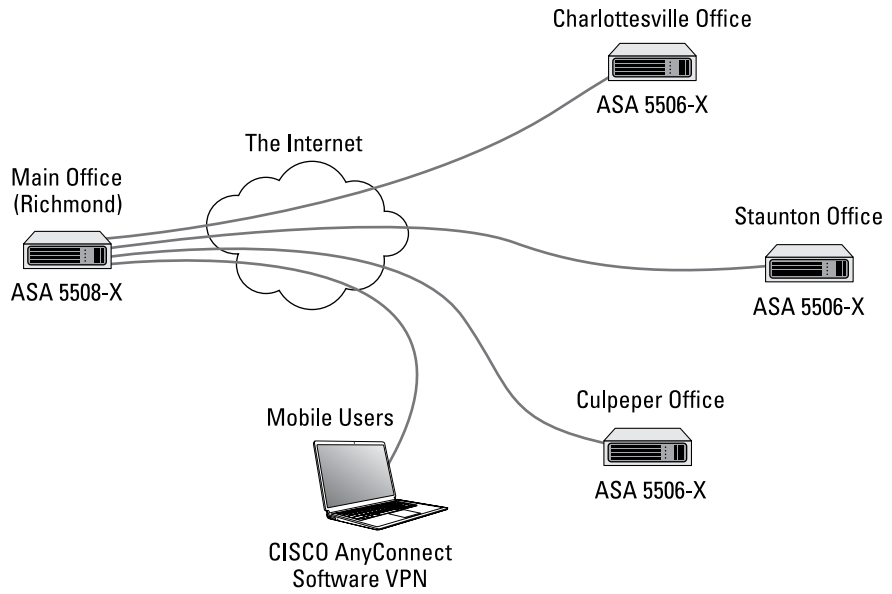 Charlottesville Office
ASA 5506-X
The Internet
Main Office
(Richmond)
ASA 5508-X
Staunton Office
ASA 5506-X
Culpeper Office
ASA 5506-X
Mobile Users
CISCO AnyConnect
Software VPN